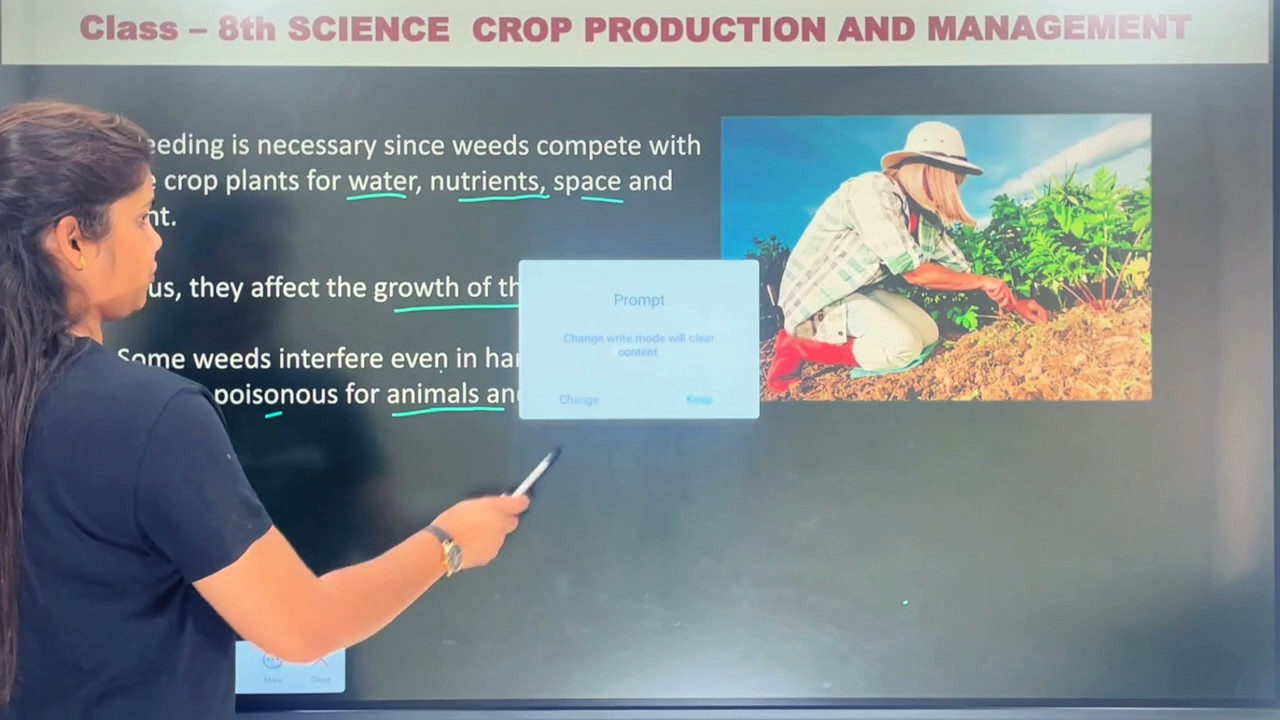 Class – 8th SCIENCE CROP PRODUCTION AND MANAGEMENT
eeding is necessary since weeds compete with
crop plants for water, nutrients, space and
nt.
us, they affect the growth of th
Some weeds interfere even in har
poisonous for animals an
Prompt
Change write mode will clear
content
Change
Keep
More
Close